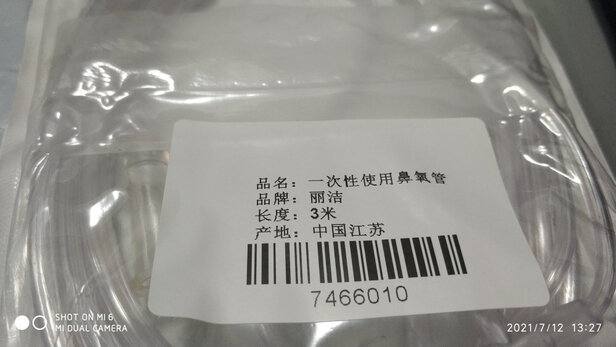 品名：一次性使用鼻氧管
品牌：丽洁
长度：3米
产地：中国江苏
7466010
SHOT ON MI 6
MI DUAL CAMERA
2021/7/12 13:27